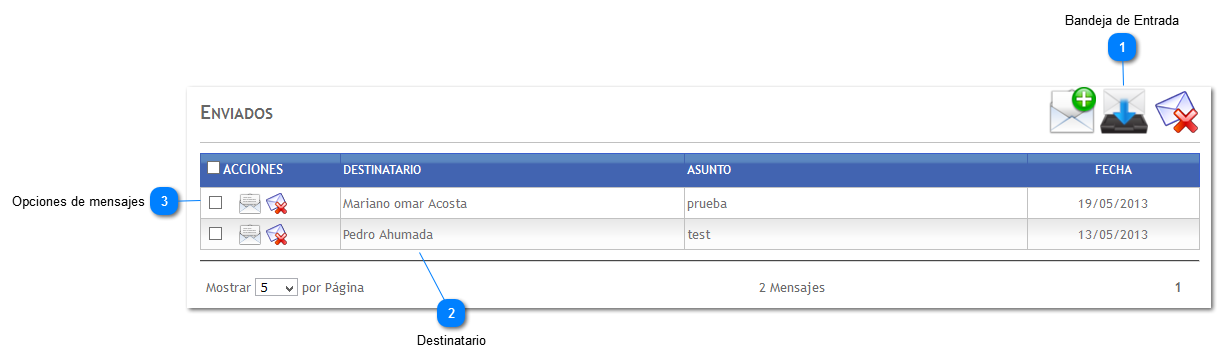 Bandeja de Entrada
1
ENVIADOS
ACCIONES DESTINATARIO ASUNTO FECHA
Opciones de mensajes 3 Mariano omar Acosta prueba 19/05/2013
Pedro Ahumada test 13/05/2013
Mostrar 5 por Página 2 Mensajes 1
2
Destinatario